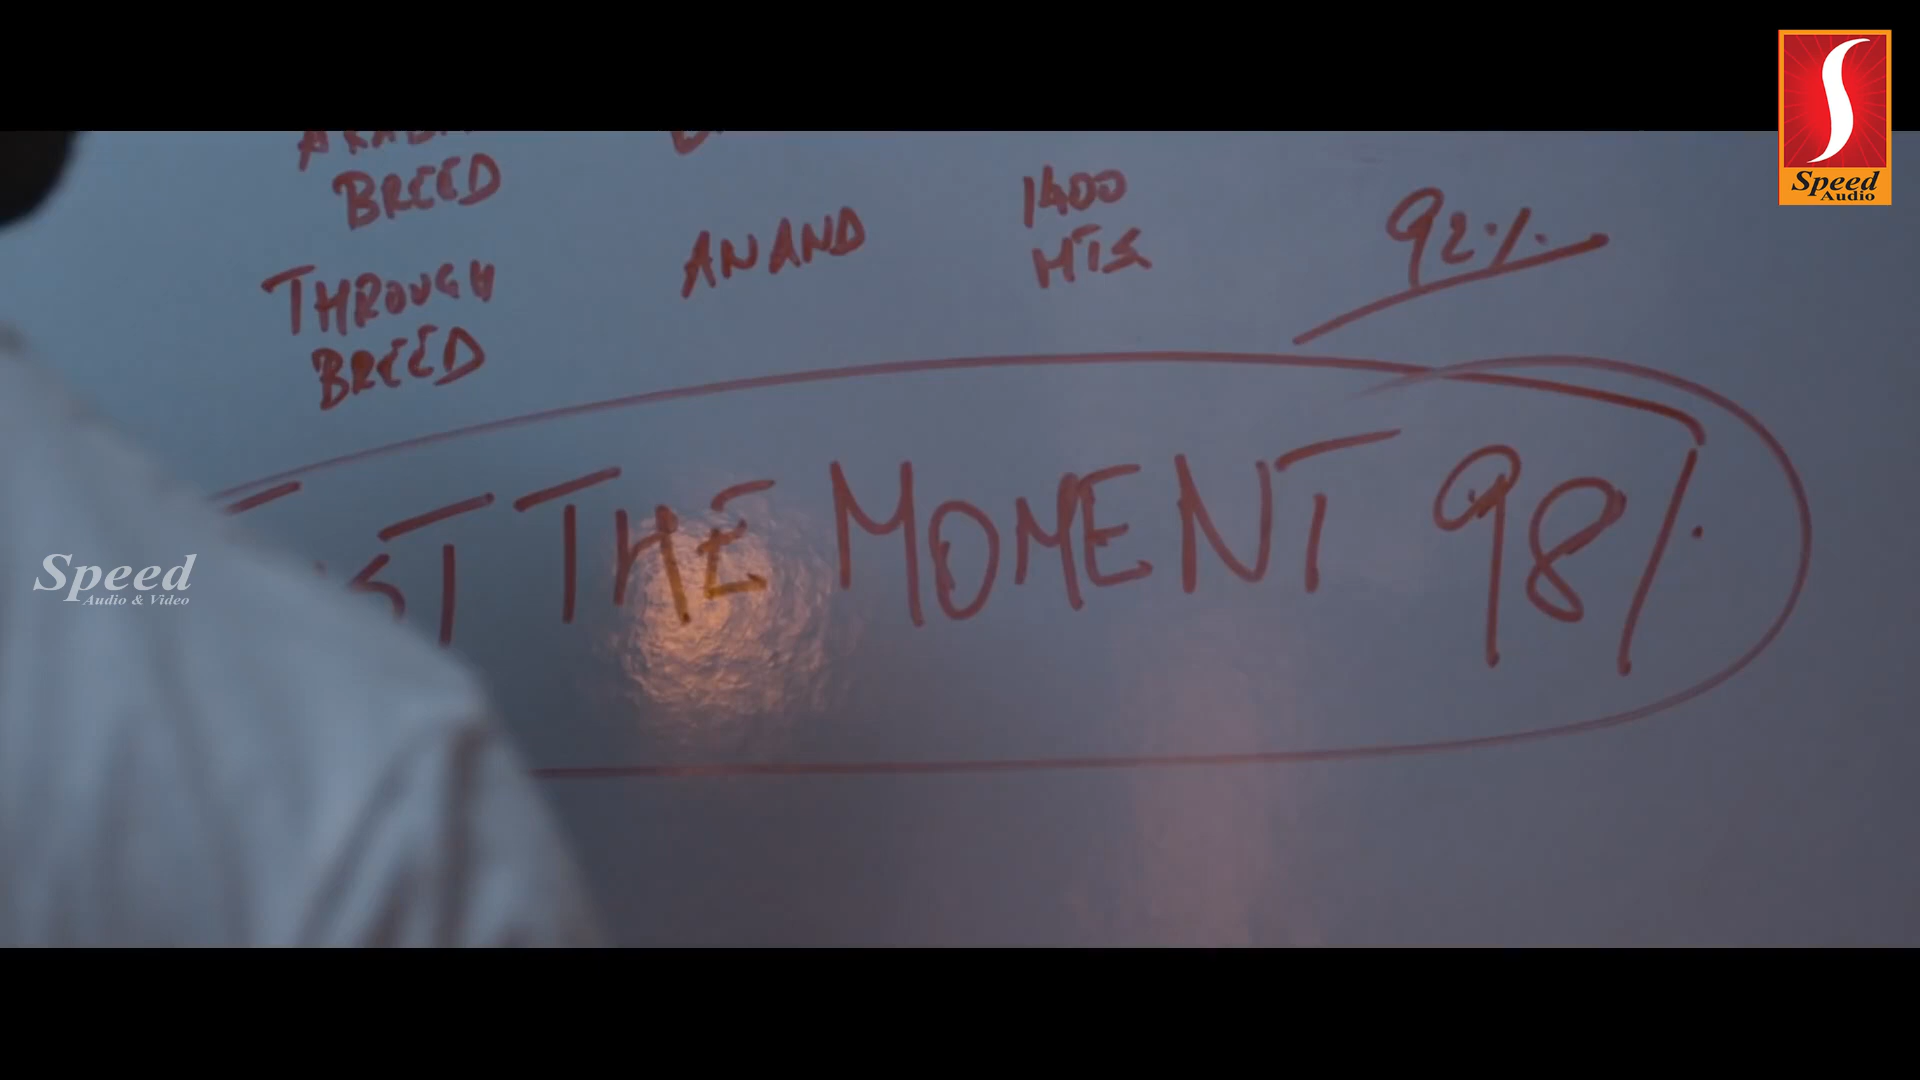 Speed
Audio
BREED
THROUGH
BREED
ANAND
1400
MTS
92%
THE MOMENT 98%
Speed
Audio & Video